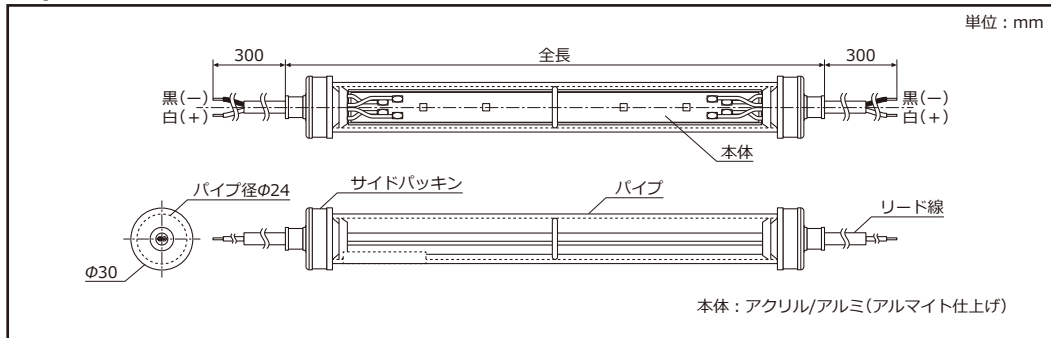 単位：mm
300
全長
300
黒(ー)
白(+)
黒(ー)
白(+)
本体
パイプ径Φ24
サイドパッキン
パイプ
リード線
Φ30
本体：アクリル/アルミ(アルマイト仕上げ)